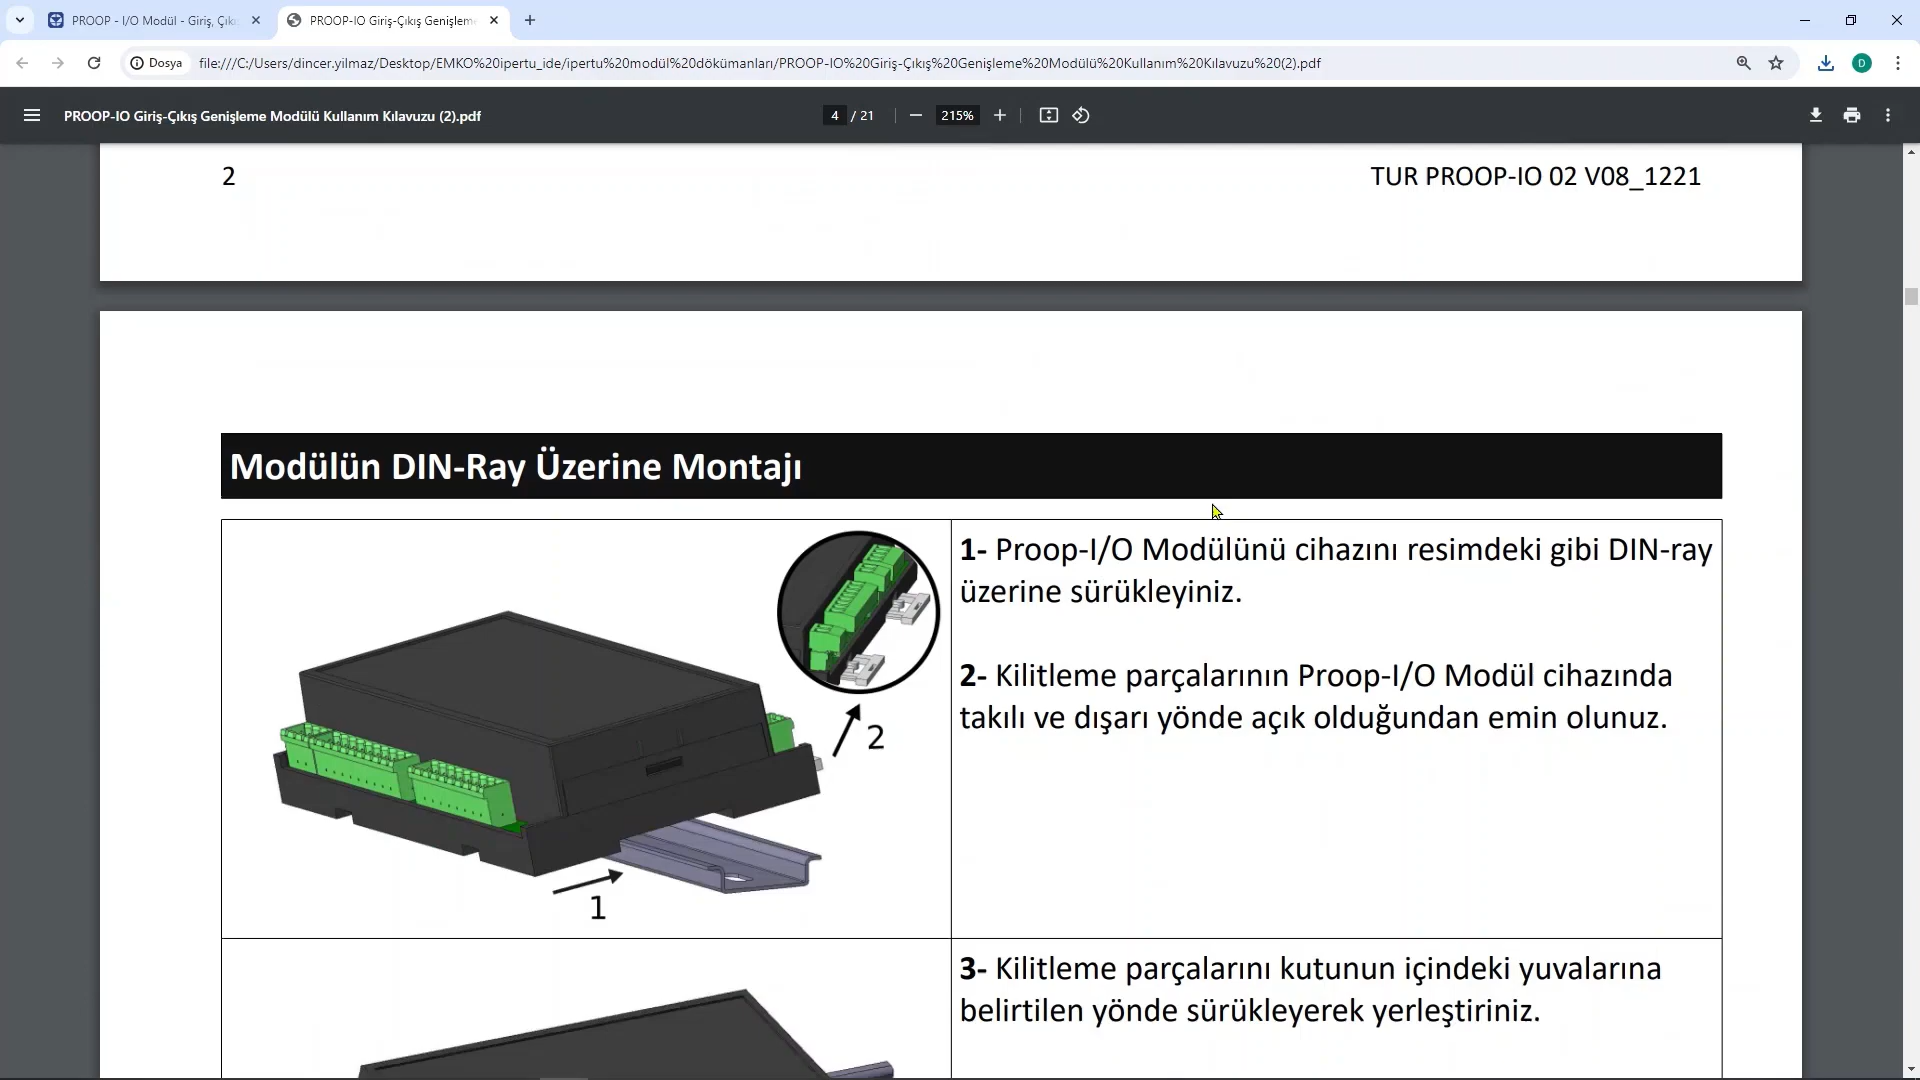 PROOP - I/O Modül - Giriş, Çıkı
PROOP-IO Giriş-Çıkış Genişleme
Dosya
file:///C:/Users/dincer.yilmaz/Desktop/EMKO%20ipertu_ide/ipertu%20modül%20dökümanları/PROOP-IO%20Giriş-Çıkış%20Genişleme%20Modülü%20Kullanım%20Kılavuzu%20(2).pdf
D
PROOP-IO Giriş-Çıkış Genişleme Modülü Kullanım Kılavuzu (2).pdf
4 / 21
215%
2
TUR PROOP-IO 02 V08_1221
Modülün DIN-Ray Üzerine Montajı
2
1
1- Proop-I/O Modülünü cihazını resimdeki gibi DIN-ray
üzerine sürükleyiniz.
2- Kilitleme parçalarının Proop-I/O Modül cihazında
takılı ve dışarı yönde açık olduğundan emin olunuz.
3- Kilitleme parçalarını kutunun içindeki yuvalarına
belirtilen yönde sürükleyerek yerleştiriniz.